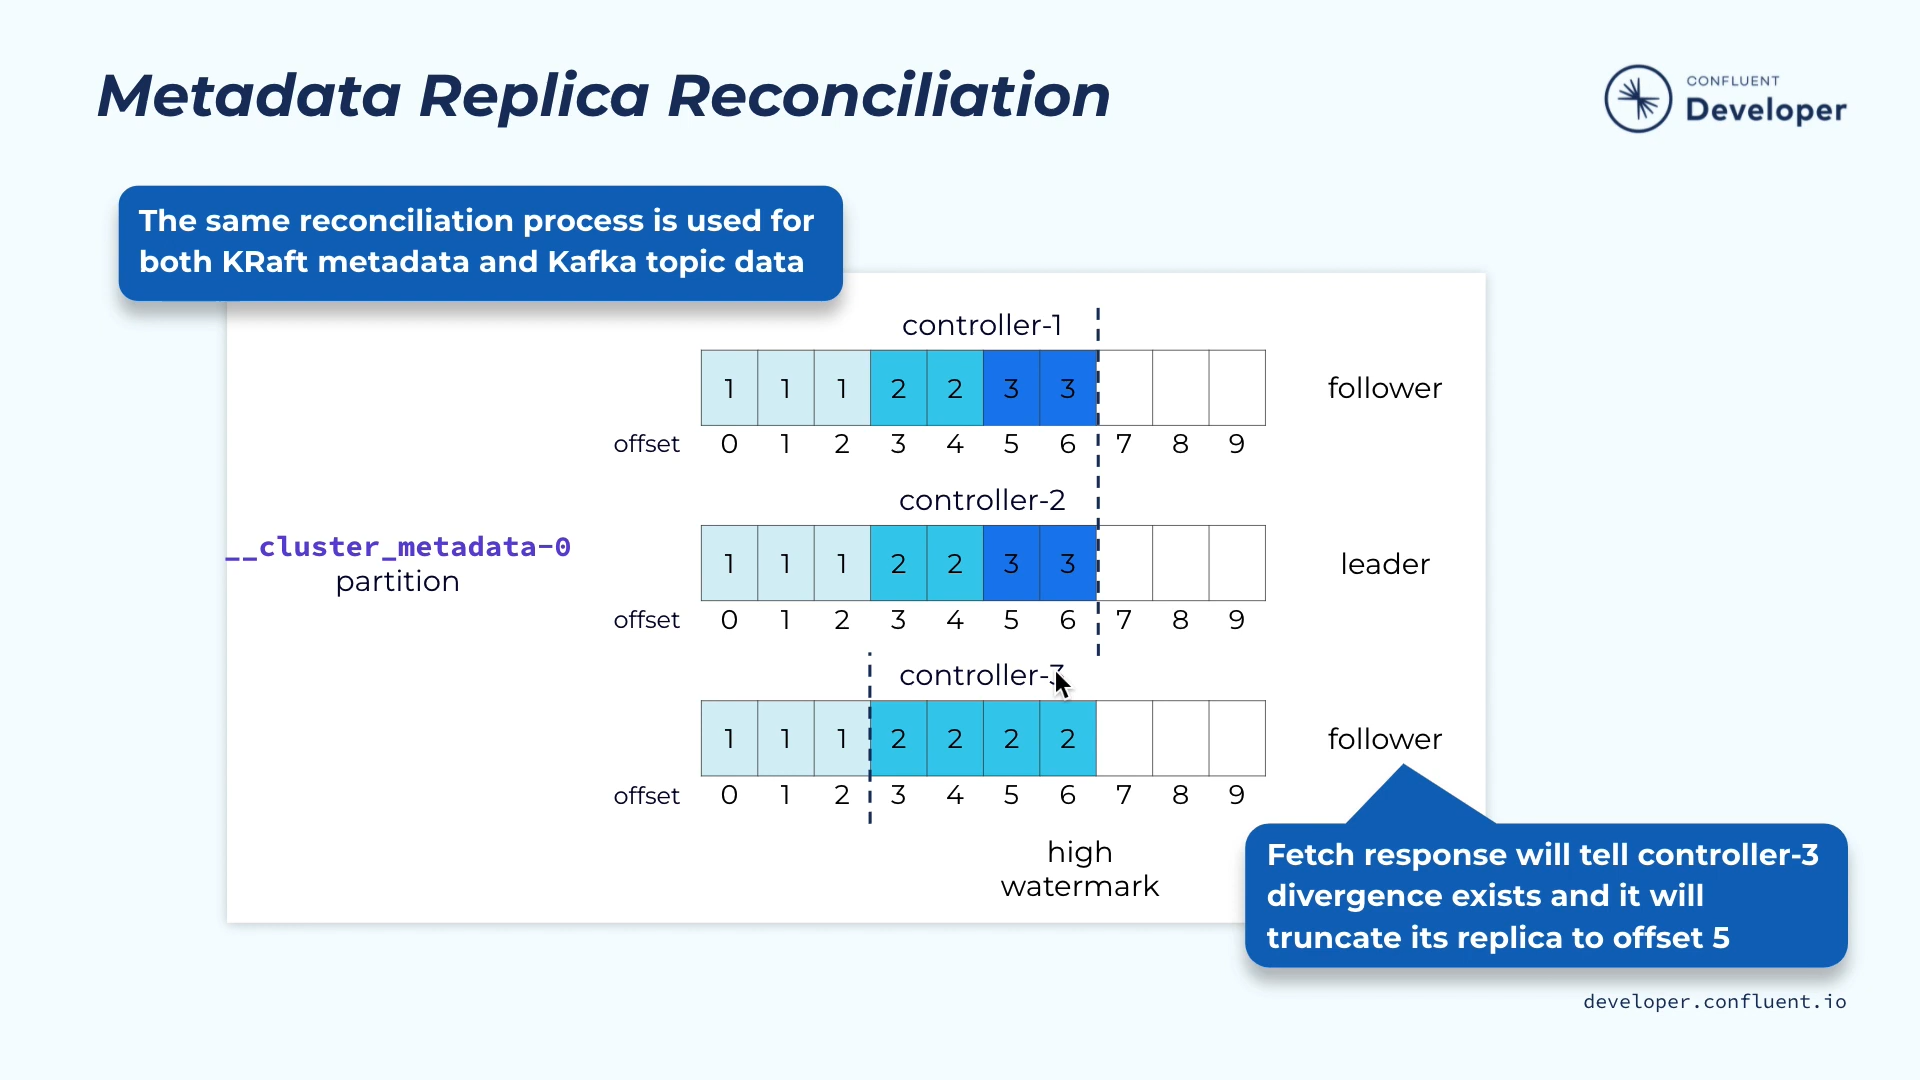 Metadata Replica Reconciliation
CONFLUENT
Developer
The same reconciliation process is used for
both KRaft metadata and Kafka topic data
controller-1
1 1 1 2 2 3 3
follower
offset 0 1 2 3 4 5 6 7 8 9
controller-2
__cluster_metadata-0
partition
1 1 1 2 2 3 3
leader
offset 0 1 2 3 4 5 6 7 8 9
controller-3
1 1 1 2 2 2 2
follower
offset 0 1 2 3 4 5 6 7 8 9
high
watermark
Fetch response will tell controller-3
divergence exists and it will
truncate its replica to offset 5
developer.confluent.io